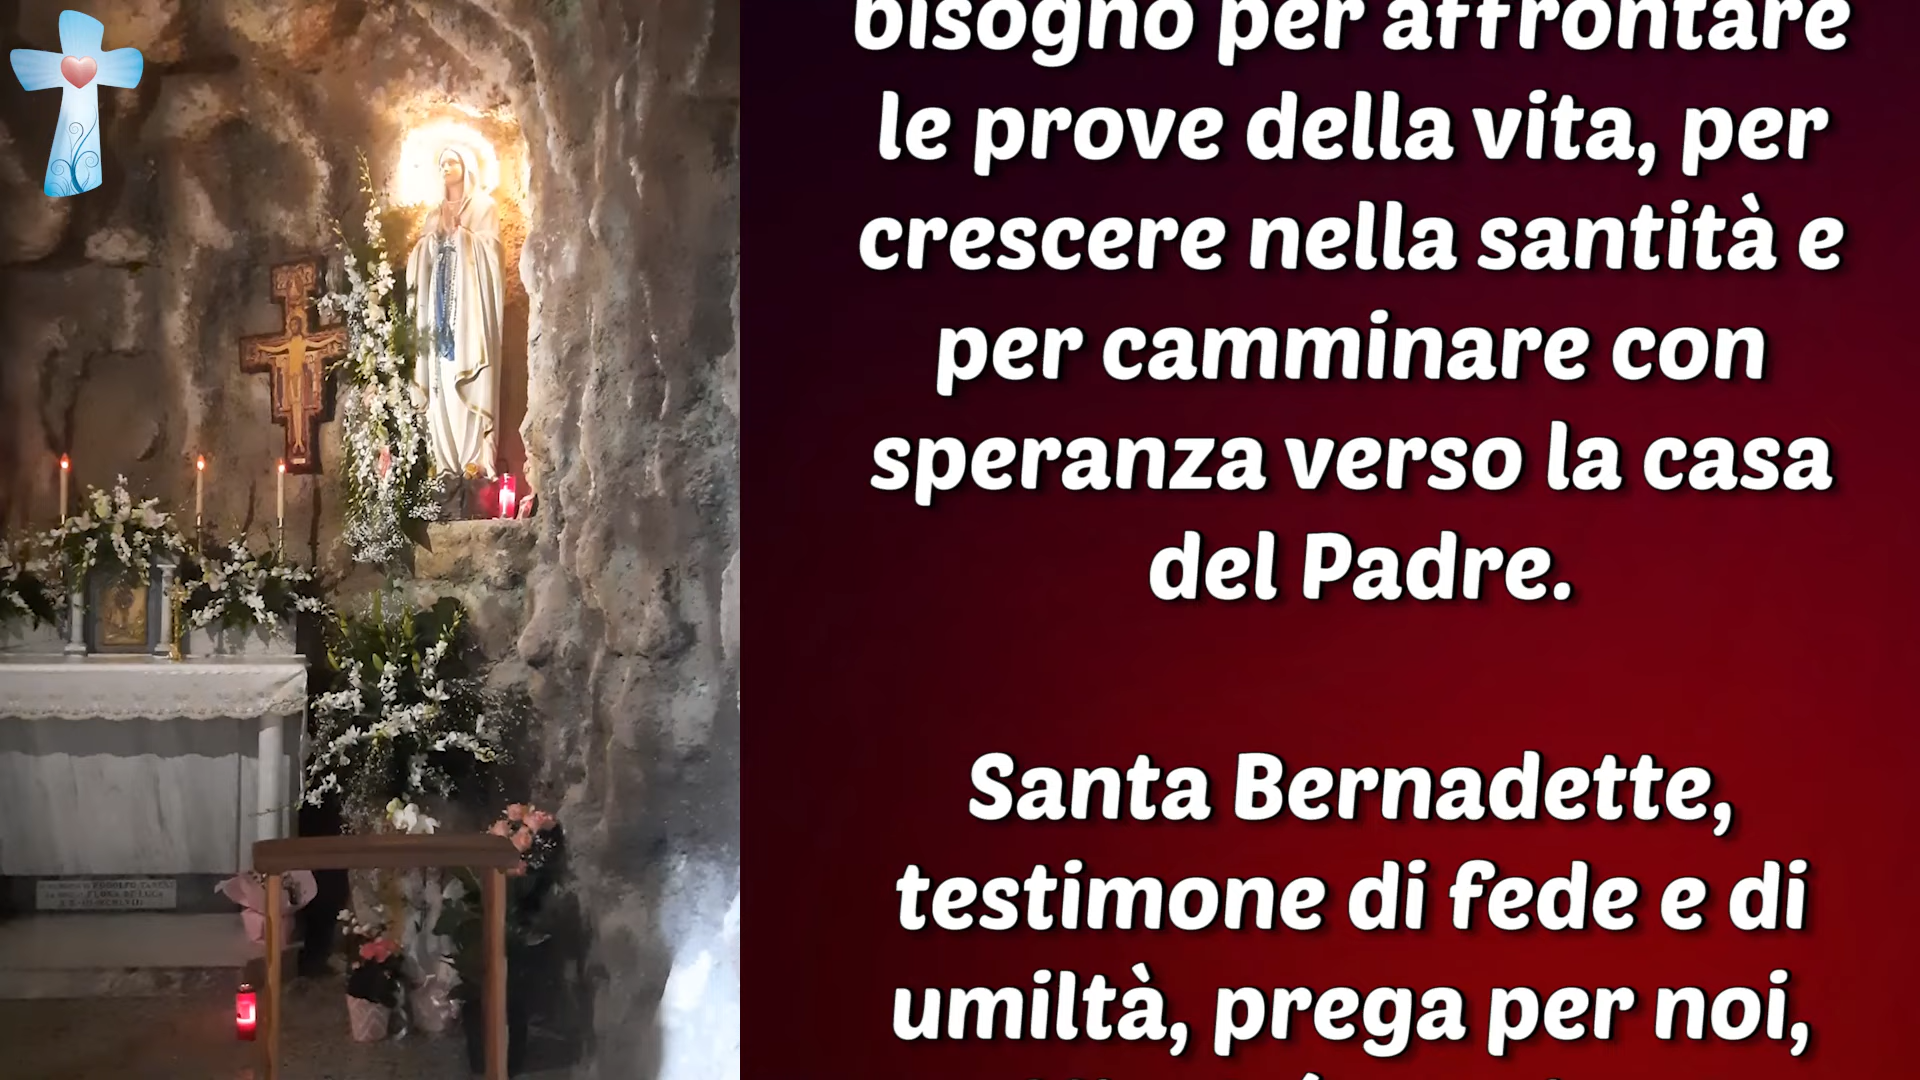 bisogno per affrontare
le prove della vita, per
crescere nella santità e
per camminare con
speranza verso la casa
del Padre.
Santa Bernadette,
testimone di fede e di
umiltà, prega per noi,